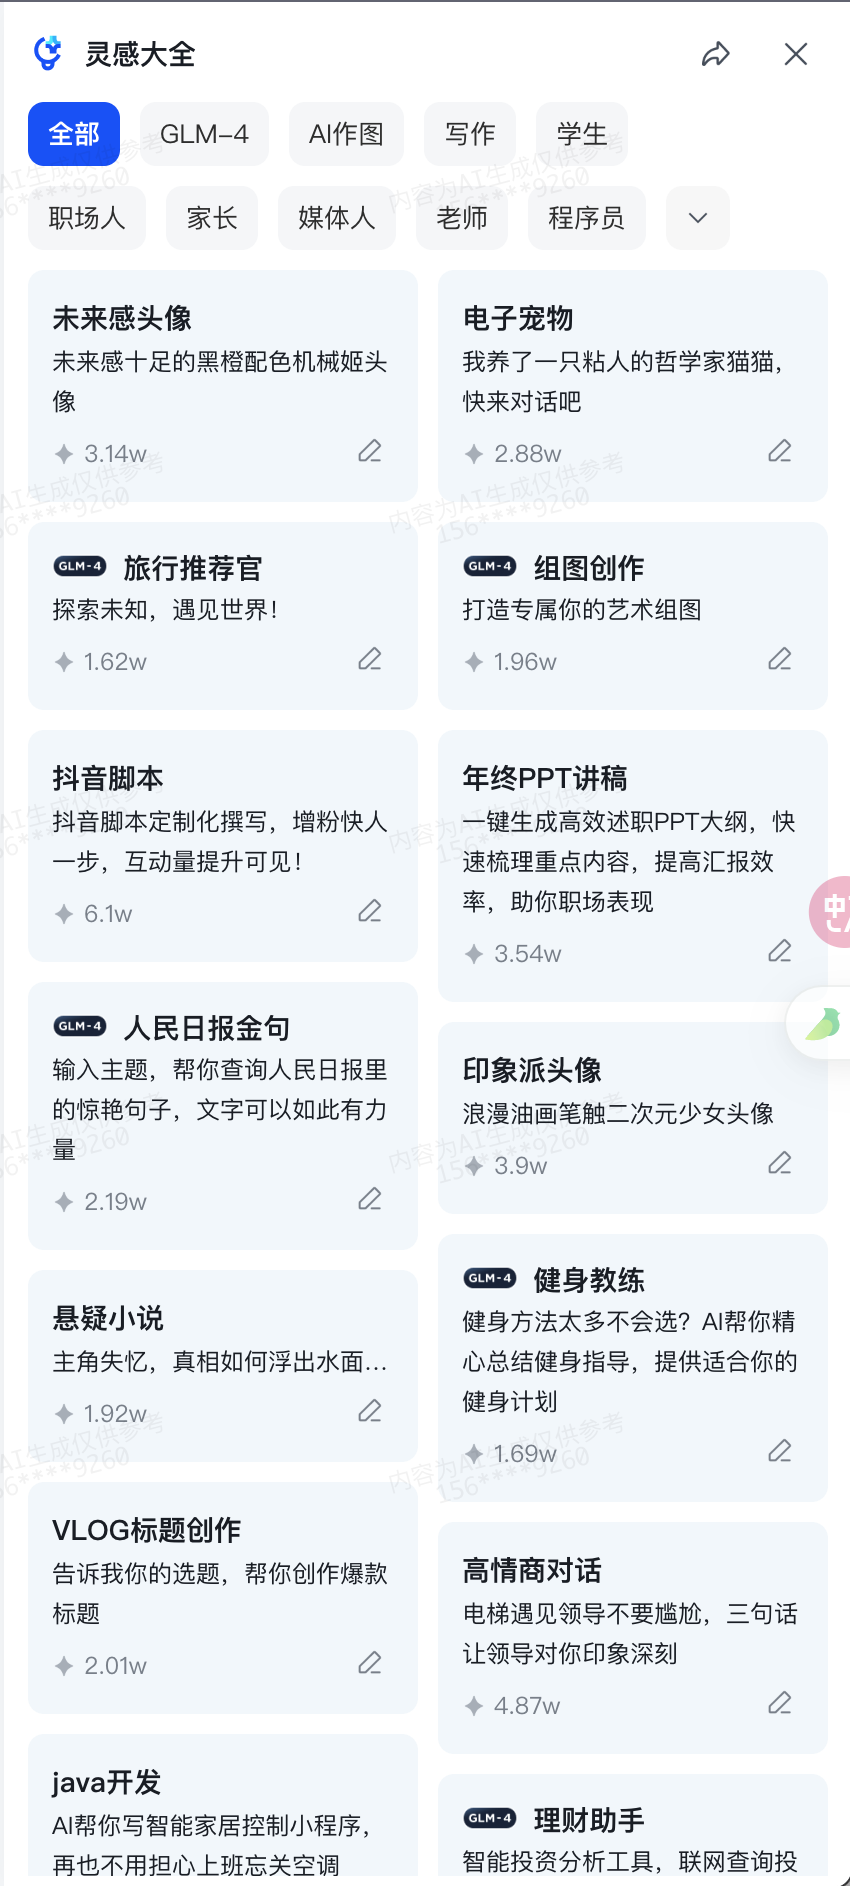 灵感大全
全部
GLM-4
AI作图
写作
学生
职场人
家长
媒体人
老师
程序员
未来感头像
未来感十足的黑橙配色机械姬头
像
3.14w
电子宠物
我养了一只粘人的哲学家猫猫,
快来对话吧
2.88w
GLM-4 旅行推荐官
探索未知，遇见世界！
1.62w
GLM-4 组图创作
打造专属你的艺术组图
1.96w
抖音脚本
抖音脚本定制化撰写，增粉快人
一步，互动量提升可见！
6.1w
年终PPT讲稿
一键生成高效述职PPT大纲，快
速梳理重点内容，提高汇报效
率，助你职场表现
3.54w
GLM-4 人民日报金句
输入主题，帮你查询人民日报里
的惊艳句子，文字可以如此有力
量
2.19w
印象派头像
浪漫油画笔触二次元少女头像
3.9w
悬疑小说
主角失忆，真相如何浮出水面…
1.92w
GLM-4 健身教练
健身方法太多不会选？AI帮你精
心总结健身指导，提供适合你的
健身计划
1.69w
VLOG标题创作
告诉我你的选题，帮你创作爆款
标题
2.01w
高情商对话
电梯遇见领导不要尴尬，三句话
让领导对你印象深刻
4.87w
java开发
AI帮你写智能家居控制小程序，
再也不用担心上班忘关空调
GLM-4 理财助手
智能投资分析工具，联网查询投
内容为AI生成仅供参考
156****9260
中